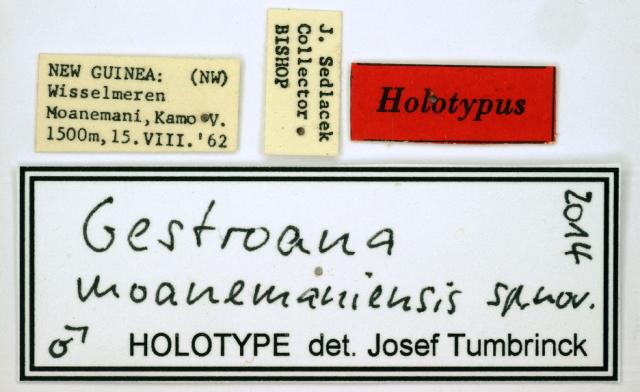 NEW GUINEA: (NW)
Wisselmeren
Moanemani, Kamo V.
1500m, 15.VIII.'62
J. Sedlacek
Collector
BISHOP
Holotypus
Gestroana
moanemaniensis sp. nov.
2014
♂ HOLOTYPE det. Josef Tumbrinck